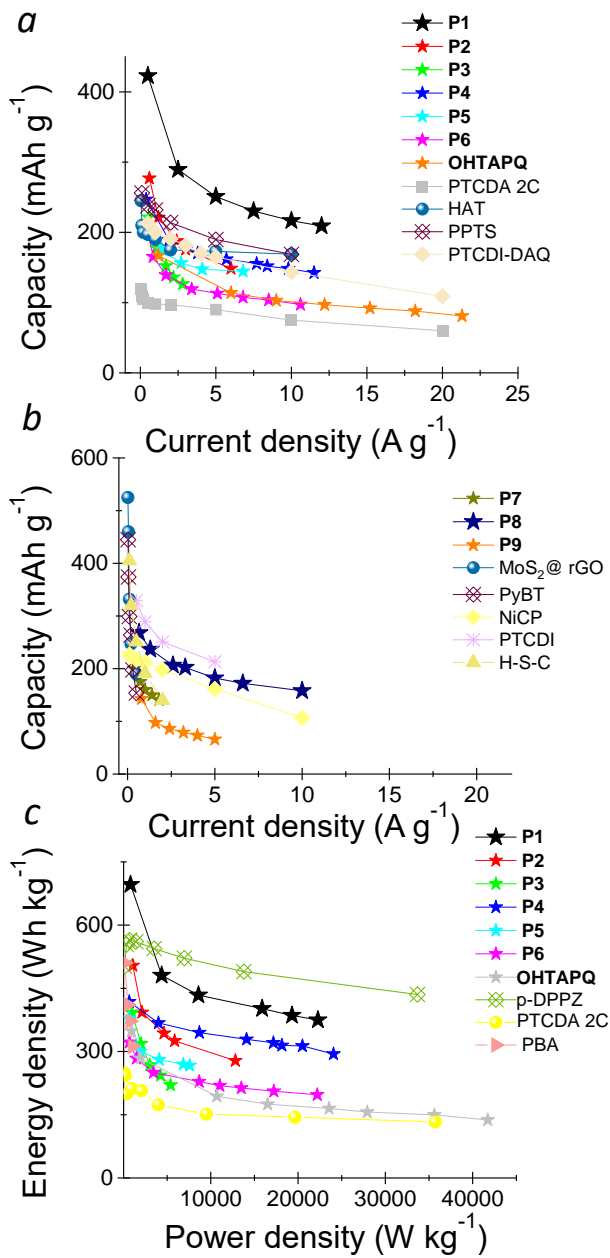 a
P1
P2
P3
P4
P5
P6
OHTAPQ
PTCDA 2C
HAT
PPTS
PTCDI-DAQ
400
200
0
Capacity (mAh g⁻¹)
0 5 10 15 20 25
Current density (A g⁻¹)
b
600
400
200
0
Capacity (mAh g⁻¹)
P7
P8
P9
MoS₂@ rGO
PyBT
NiCP
PTCDI
H-S-C
0 5 10 15 20
Current density (A g⁻¹)
c
P1
P2
P3
P4
P5
P6
OHTAPQ
p-DPPZ
PTCDA 2C
PBA
600
300
0
Energy density (Wh kg⁻¹)
10000 20000 30000 40000
Power density (W kg⁻¹)